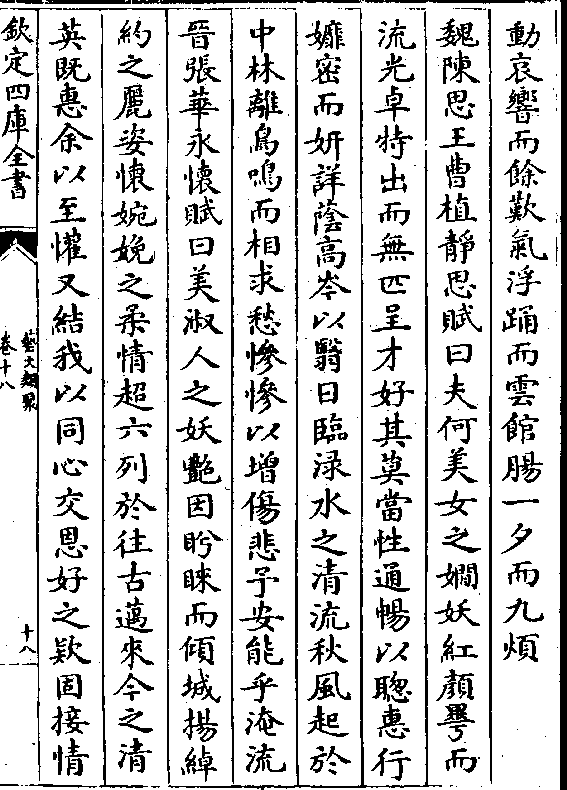 動哀響而餘歎氣浮踊而雲館腸一夕而九煩
魏陳思王曹植靜思賦曰夫何美女之嫺妖紅顔曅而
流光卓特出而無匹呈才好其莫當性通暢以聰惠行
孊密而妍詳蔭高岑以翳日臨淥水之清流秋風起於
中林離鳥鳴而相求愁慘慘以增傷悲予安能乎淹流
晉張華永懷賦曰美淑人之妖艷因盻睞而傾城揚綽
約之麗姿懷婉娩之柔情超六列於往古邁來今之清
英既惠余以至懽又結我以同心交恩好之欵固接情
欽定四庫全書
藝文類聚
卷十八
十八